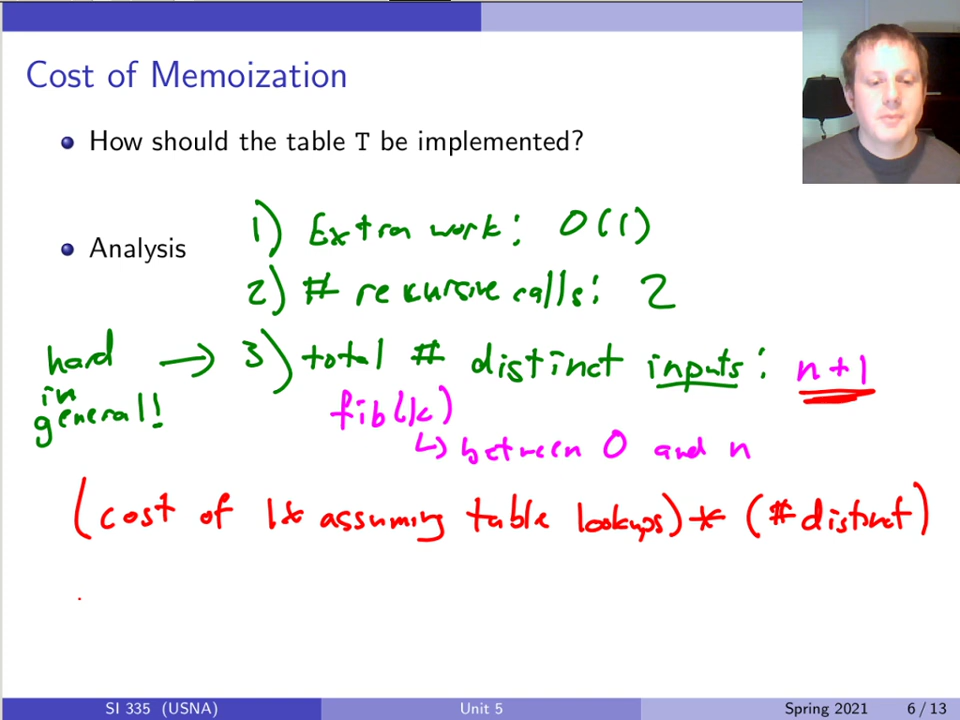 Cost of Memoization
How should the table T be implemented?
1) Extra work: O(1)
Analysis
2) # recursive calls: 2
hard in general! → 3) total # distinct inputs: n+1
fib(k)
↳ between 0 and n
(cost of 1x assuming table lookups) * (# distinct)
SI 335 (USNA) Unit 5 Spring 2021 6 / 13